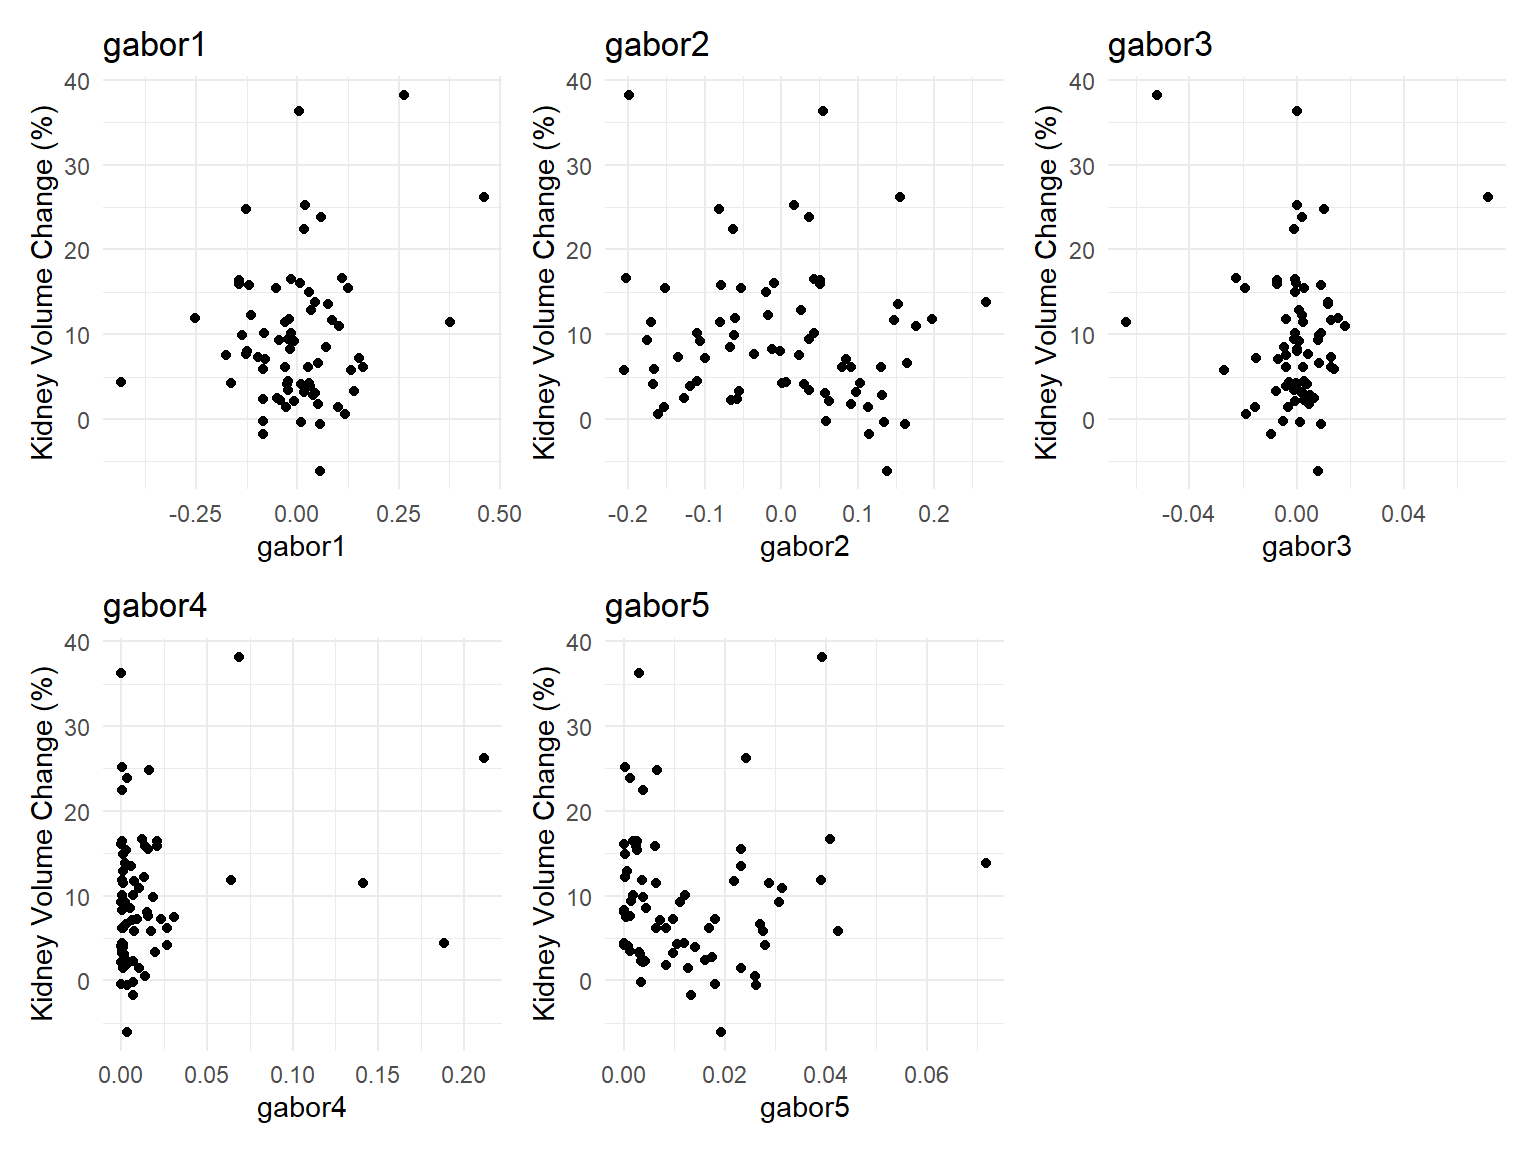 gabor1
gabor2
gabor3
Kidney Volume Change (%)
40
30
20
10
0
Kidney Volume Change (%)
40
30
20
10
0
Kidney Volume Change (%)
40
30
20
10
0
-0.25 0.00 0.25 0.50
-0.2 -0.1 0.0 0.1 0.2
-0.04 0.00 0.04
gabor1
gabor2
gabor3
gabor4
gabor5
Kidney Volume Change (%)
40
30
20
10
0
Kidney Volume Change (%)
40
30
20
10
0
0.00 0.05 0.10 0.15 0.20
0.00 0.02 0.04 0.06
gabor4
gabor5